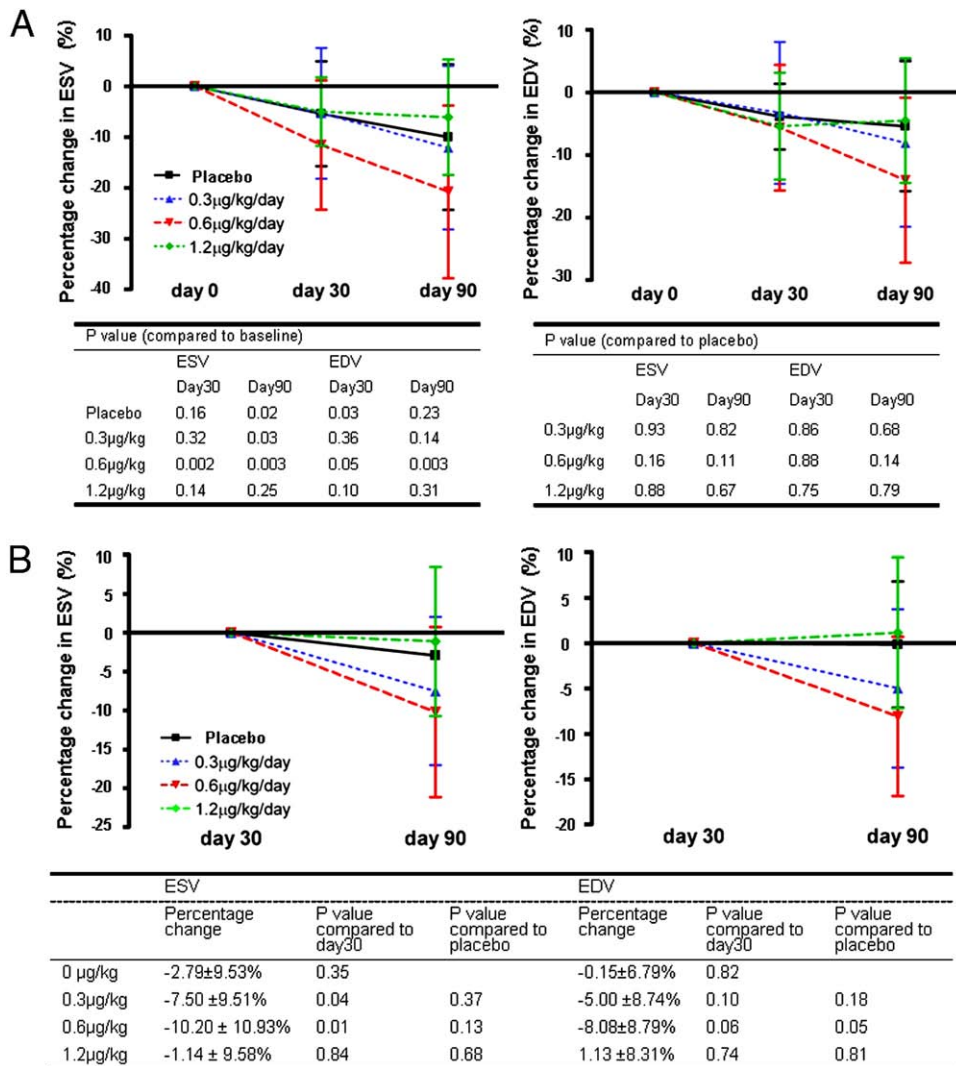 A
Percentage change in ESV (%)
10
0
-10
-20
-30
-40
Placebo
0.3µg/kg/day
0.6µg/kg/day
1.2µg/kg/day
day 0 day 30 day 90
Percentage change in EDV (%)
10
0
-10
-20
-30
day 0 day 30 day 90
P value (compared to baseline)
ESV EDV
Day30 Day90 Day30 Day90
Placebo 0.16 0.02 0.03 0.23
0.3µg/kg 0.32 0.03 0.36 0.14
0.6µg/kg 0.002 0.003 0.05 0.003
1.2µg/kg 0.14 0.25 0.10 0.31
P value (compared to placebo)
ESV EDV
Day30 Day90 Day30 Day90
0.3µg/kg 0.93 0.82 0.86 0.68
0.6µg/kg 0.16 0.11 0.88 0.14
1.2µg/kg 0.88 0.67 0.75 0.79
B
Percentage change in ESV (%)
10
5
0
-5
-10
-15
-20
-25
Placebo
0.3µg/kg/day
0.6µg/kg/day
1.2µg/kg/day
day 30 day 90
Percentage change in EDV (%)
10
5
0
-5
-10
-15
-20
day 30 day 90
ESV EDV
Percentage P value P value Percentage P value P value
change compared to compared to change compared to compared to
day30 placebo day30 placebo
0 µg/kg -2.79±9.53% 0.35 -0.15±6.79% 0.82
0.3µg/kg -7.50 ±9.51% 0.04 0.37 -5.00 ±8.74% 0.10 0.18
0.6µg/kg -10.20 ± 10.93% 0.01 0.13 -8.08±8.79% 0.06 0.05
1.2µg/kg -1.14 ± 9.58% 0.84 0.68 1.13 ±8.31% 0.74 0.81